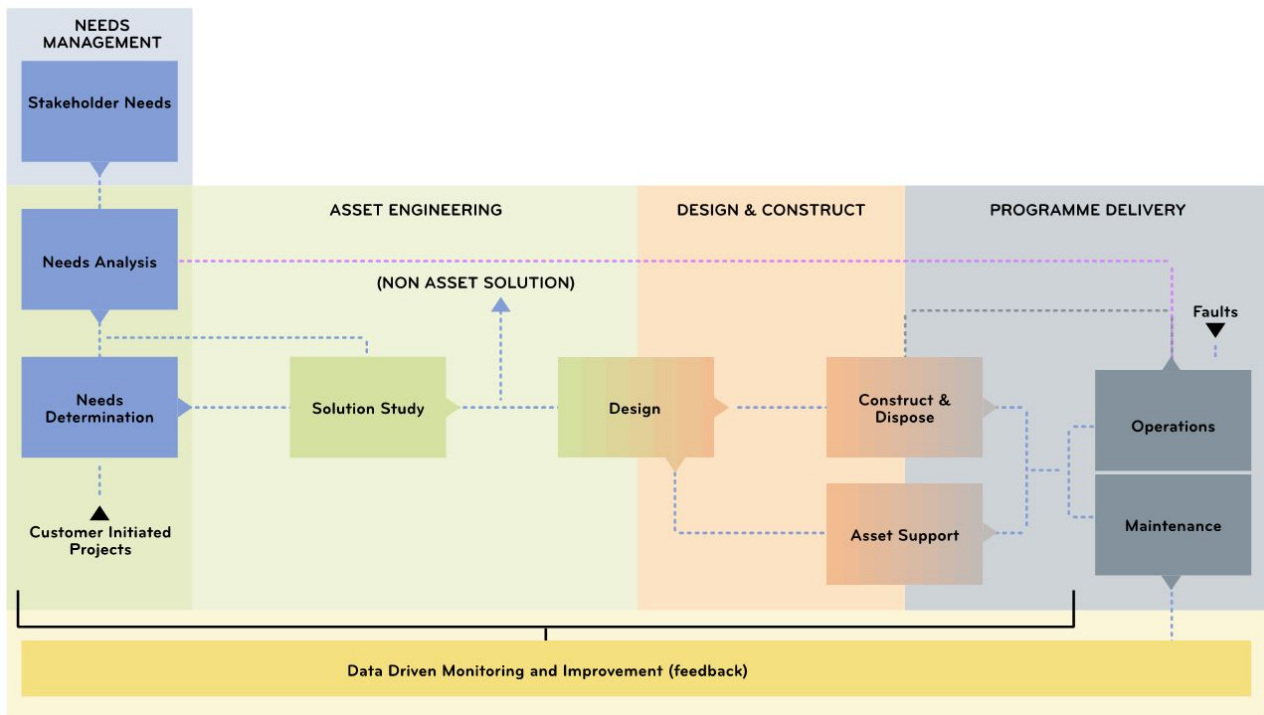 NEEDS
MANAGEMENT
Stakeholder Needs
ASSET ENGINEERING
DESIGN & CONSTRUCT
PROGRAMME DELIVERY
Needs Analysis
(NON ASSET SOLUTION)
Faults
Needs
Determination
Solution Study
Design
Construct &
Dispose
Operations
Customer Initiated
Projects
Asset Support
Maintenance
Data Driven Monitoring and Improvement (feedback)